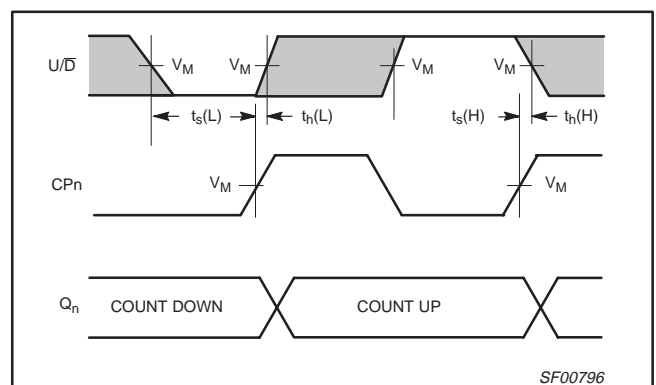 U/D̅
V_M V_M V_M V_M
t_s(L) t_h(L) t_s(H) t_h(H)
CPn
V_M V_M
Q_n COUNT DOWN COUNT UP
SF00796